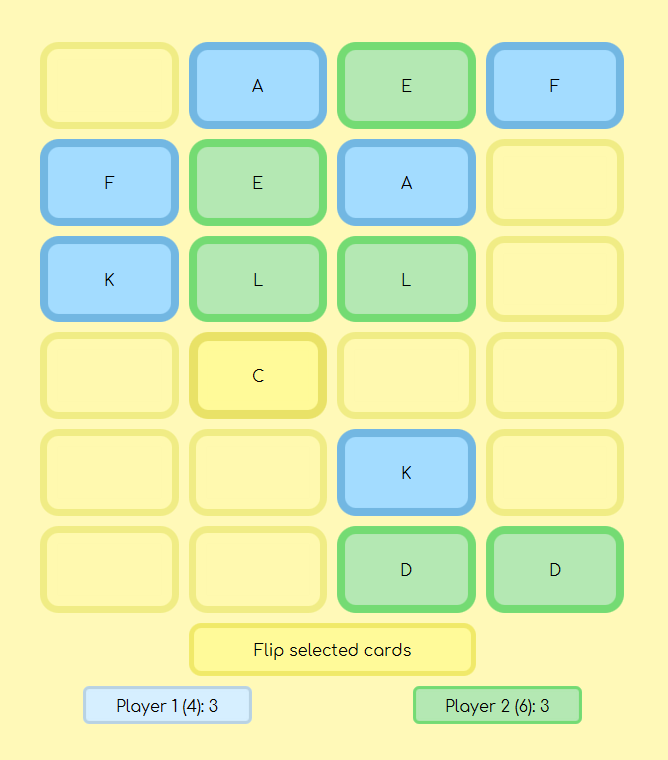 A E F
F E A
K L L
C
K
D D
Flip selected cards
Player 1 (4): 3 Player 2 (6): 3